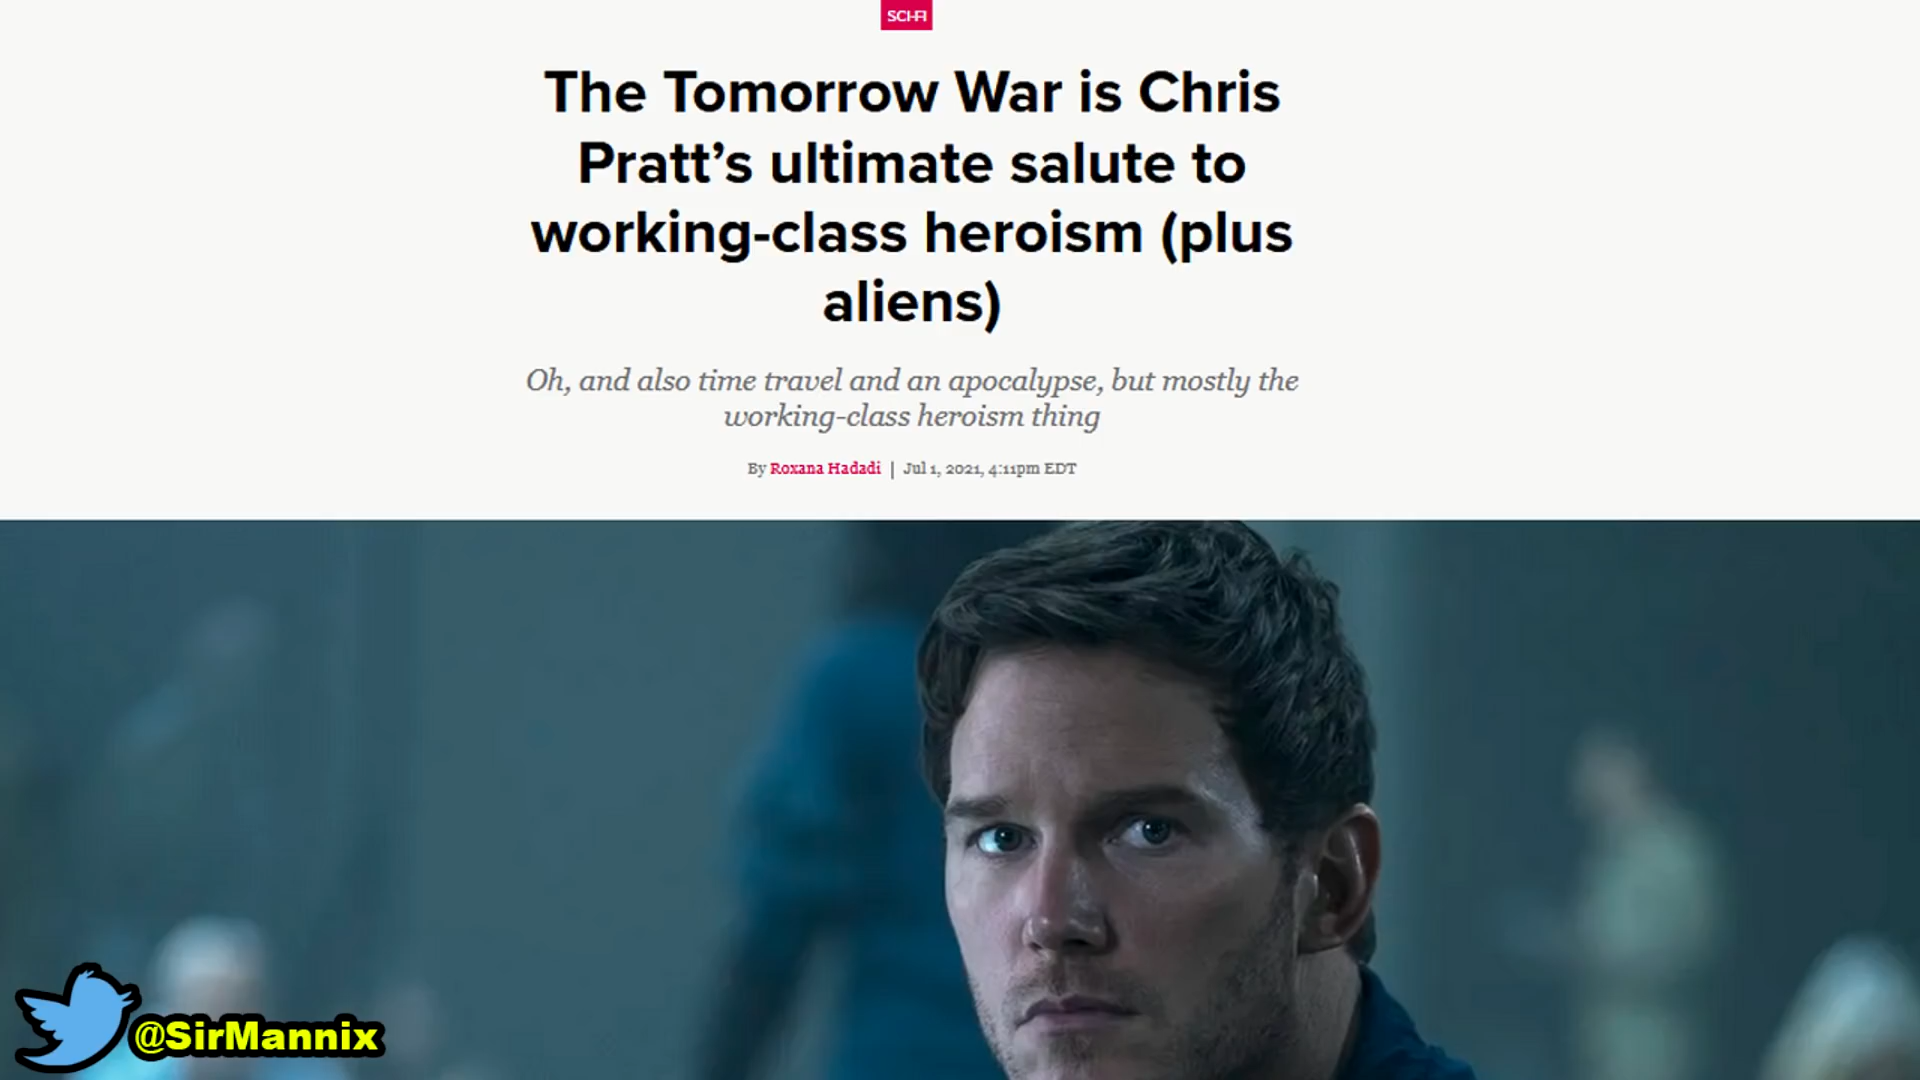 SCI-FI
The Tomorrow War is Chris
Pratt’s ultimate salute to
working-class heroism (plus
aliens)
Oh, and also time travel and an apocalypse, but mostly the
working-class heroism thing
By Roxana Hadadi | Jul 1, 2021, 4:11pm EDT
@SirMannix